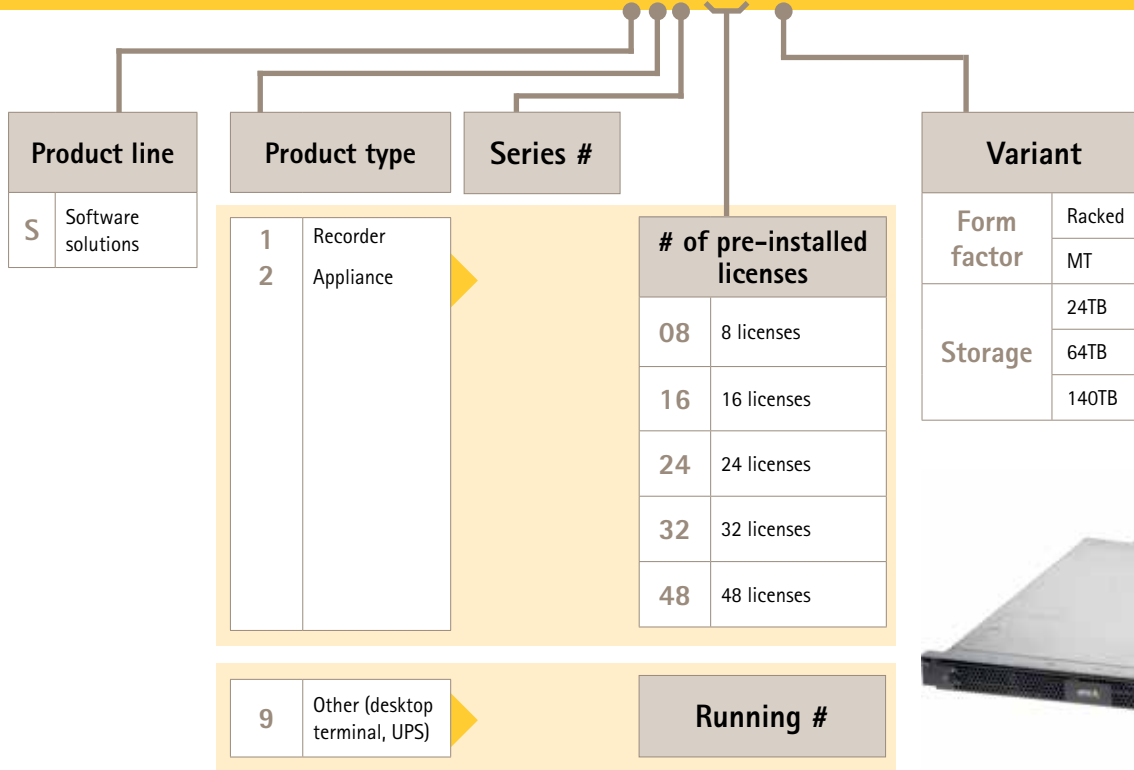 Product line
S
Software
solutions
Product type
Series #
1
Recorder
2
Appliance
# of pre-installed
licenses
08
8 licenses
16
16 licenses
24
24 licenses
32
32 licenses
48
48 licenses
9
Other (desktop
terminal, UPS)
Running #
Variant
Form
factor
Racked
MT
Storage
24TB
64TB
140TB